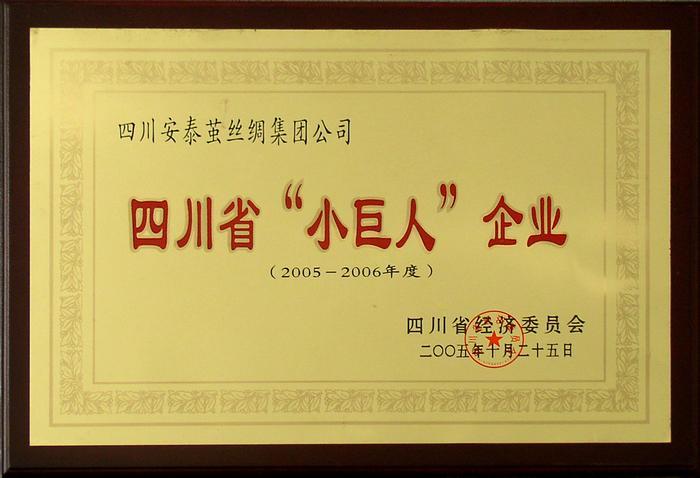 四川安泰茧丝绸集团公司
四川省“小巨人”企业
（2005－2006年度）
四川省经济委员会
二〇〇五年十月二十五日